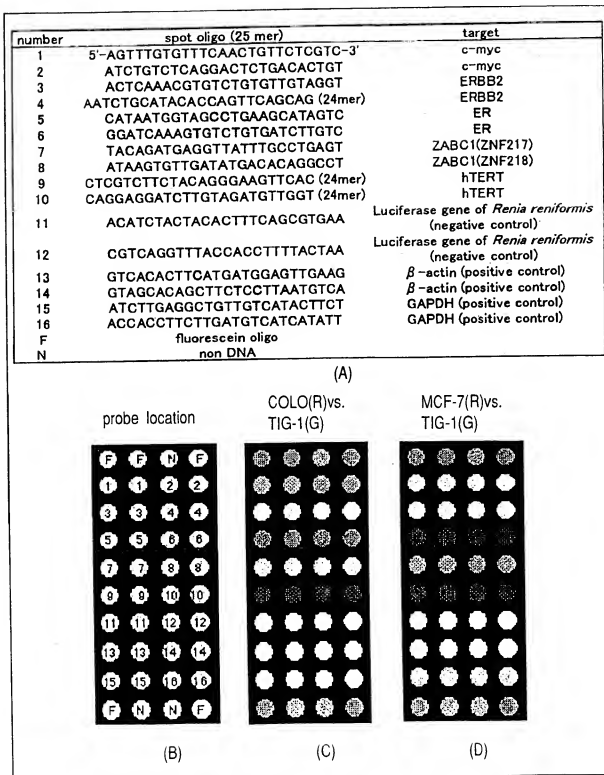 number spot oligo (25 mer) target
1 5'-AGTTTGTGTTTCAACTGTTCTCGTC-3' c-myc
2 ATCTGTCTCAGGACTCTGACACTGT c-myc
3 ACTCAAACGTGTCTGTGTTGTAGGT ERBB2
4 AATCTGCATACACCAGTTCAGCAG (24mer) ERBB2
5 CATAATGGTAGCCTGAAGCATAGTC ER
6 GGATCAAAGTGTCTGTGATCTTGTC ER
7 TACAGATGAGGTTATTTGCCTGAGT ZABC1(ZNF217)
8 ATAAGTGTTGATATGACACAGGCCT ZABC1(ZNF218)
9 CTCGTCTTCTACAGGGAAGTTCAC (24mer) hTERT
10 CAGGAGGATCTTGTAGATGTTGGT (24mer) hTERT
11 ACATCTACTACACTTTCAGCGTGAA Luciferase gene of Renia reniformis (negative control)
12 CGTCAGGTTTACCACCTTTTACTAA Luciferase gene of Renia reniformis (negative control)
13 GTCACACTTCATGATGGAGTTGAAG β-actin (positive control)
14 GTAGCACAGCTTCTCCTTAATGTCA β-actin (positive control)
15 ATCTTGAGGCTGTTGTCATACTTCT GAPDH (positive control)
16 ACCACCTTCTTGATGTCATCATATT GAPDH (positive control)
F fluorescein oligo
N non DNA
(A)
probe location
COLO(R)vs.
TIG-1(G)
MCF-7(R)vs.
TIG-1(G)
F F N F
1 1 2 2
3 3 4 4
5 5 6 6
7 7 8 8
9 9 10 10
11 11 12 12
13 13 14 14
15 15 16 16
F N N F
(B) (C) (D)